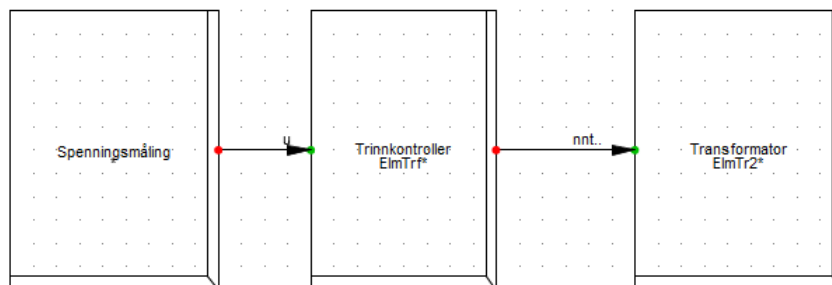 Spenningsmåling
*
u
Trinnkontroller
ElmTrf*
nnt..
Transformator
ElmTr2*